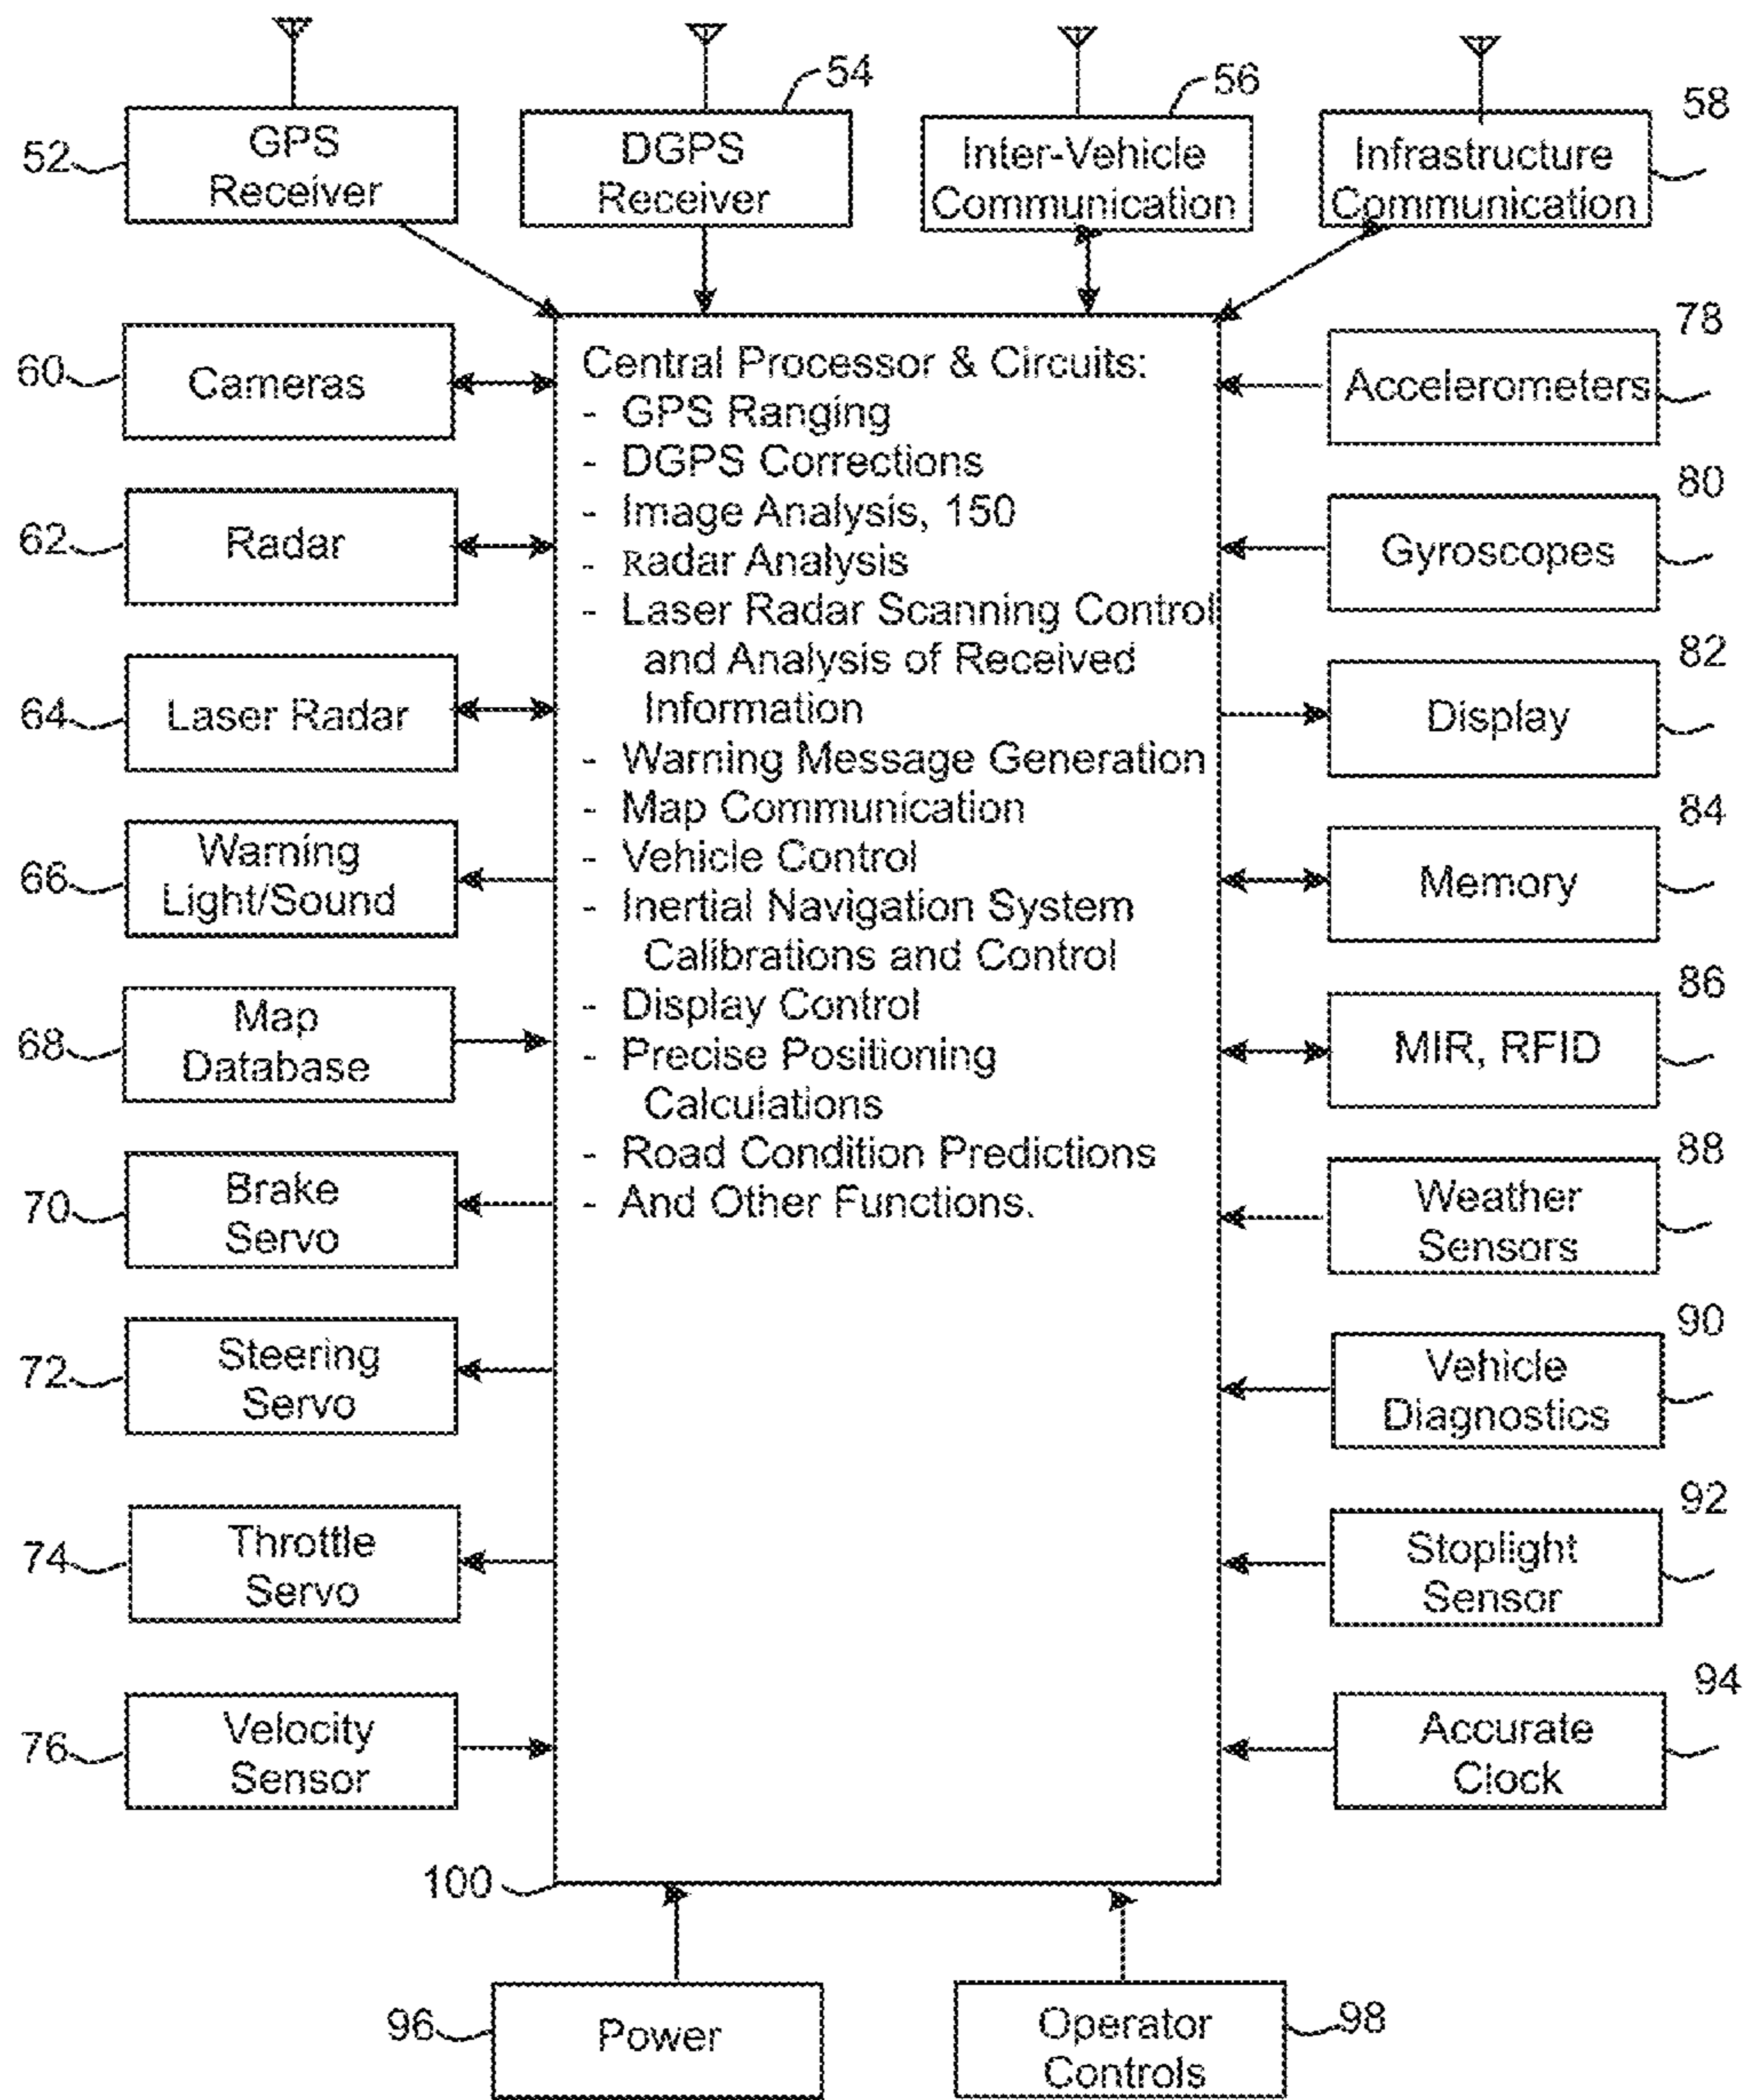 52
GPS
Receiver
54
DGPS
Receiver
56
Inter-Vehicle
Communication
58
Infrastructure
Communication
60
Cameras
62
Radar
64
Laser Radar
66
Warning
Light/Sound
68
Map
Database
70
Brake
Servo
72
Steering
Servo
74
Throttle
Servo
76
Velocity
Sensor
Central Processor & Circuits:
- GPS Ranging
- DGPS Corrections
- Image Analysis, 150
- Radar Analysis
- Laser Radar Scanning Control
and Analysis of Received
Information
- Warning Message Generation
- Map Communication
- Vehicle Control
- Inertial Navigation System
Calibrations and Control
- Display Control
- Precise Positioning
Calculations
- Road Condition Predictions
- And Other Functions.
100
78
Accelerometers
80
Gyroscopes
82
Display
84
Memory
86
MIR, RFID
88
Weather
Sensors
90
Vehicle
Diagnostics
92
Stoplight
Sensor
94
Accurate
Clock
96
Power
98
Operator
Controls